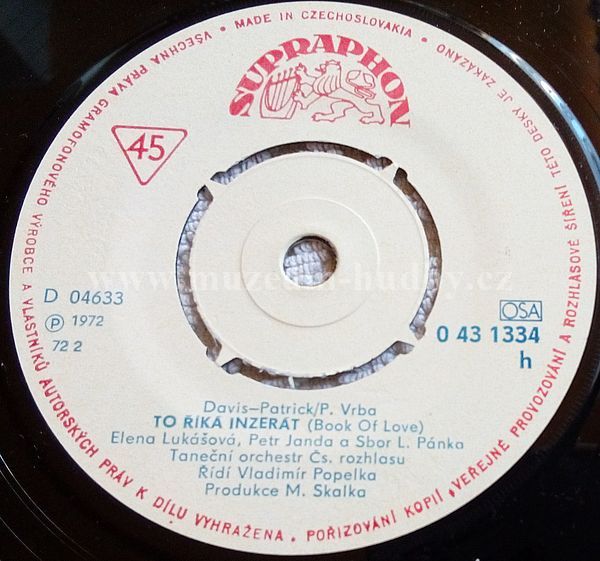 VŠECHNA PRÁVA GRAMOFONOVÉHO VÝROBCE A VLASTNÍKŮ AUTORSKÝCH PRÁV K DÍLU VYHRAŽENA. POŘIZOVÁNÍ KOPIÍ, VEŘEJNÉ PROVOZOVÁNÍ A ROZHLASOVÉ ŠÍŘENÍ TÉTO DESKY JE ZAKÁZÁNO • MADE IN CZECHOSLOVAKIA •
SUPRAPHON
45
www.muzeum-hudby.cz
D 04633
Ⓟ 1972
72 2
OSA
0 43 1334
h
Davis–Patrick/P. Vrba
TO ŘÍKÁ INZERÁT (Book Of Love)
Elena Lukášová, Petr Janda a Sbor L. Pánka
Taneční orchestr Čs. rozhlasu
Řídí Vladimír Popelka
Produkce M. Skalka